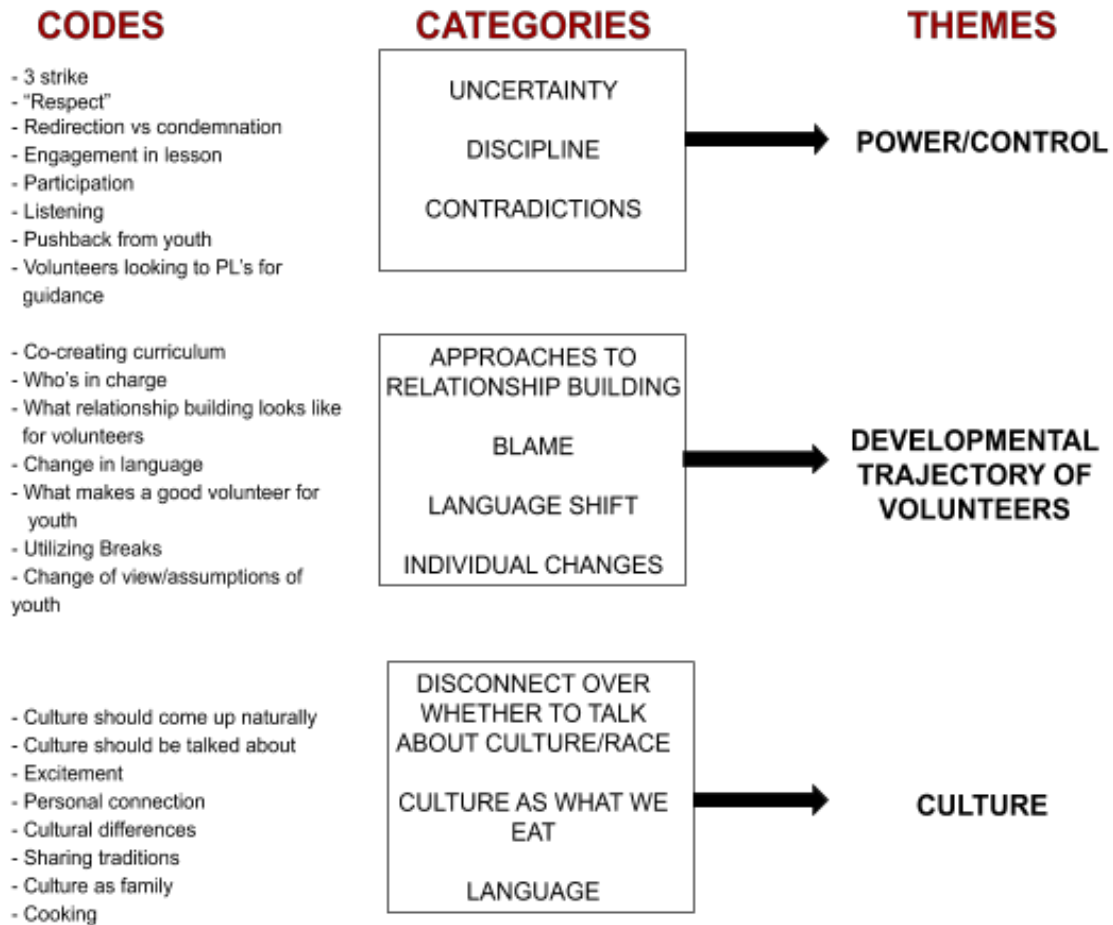 CODES
CATEGORIES
THEMES
- 3 strike
- “Respect”
- Redirection vs condemnation
- Engagement in lesson
- Participation
- Listening
- Pushback from youth
- Volunteers looking to PL's for
guidance
UNCERTAINTY
DISCIPLINE
CONTRADICTIONS
POWER/CONTROL
- Co-creating curriculum
- Who's in charge
- What relationship building looks like
for volunteers
- Change in language
- What makes a good volunteer for
youth
- Utilizing Breaks
- Change of view/assumptions of
youth
APPROACHES TO
RELATIONSHIP BUILDING
BLAME
LANGUAGE SHIFT
INDIVIDUAL CHANGES
DEVELOPMENTAL
TRAJECTORY OF
VOLUNTEERS
- Culture should come up naturally
- Culture should be talked about
- Excitement
- Personal connection
- Cultural differences
- Sharing traditions
- Culture as family
- Cooking
DISCONNECT OVER
WHETHER TO TALK
ABOUT CULTURE/RACE
CULTURE AS WHAT WE
EAT
LANGUAGE
CULTURE